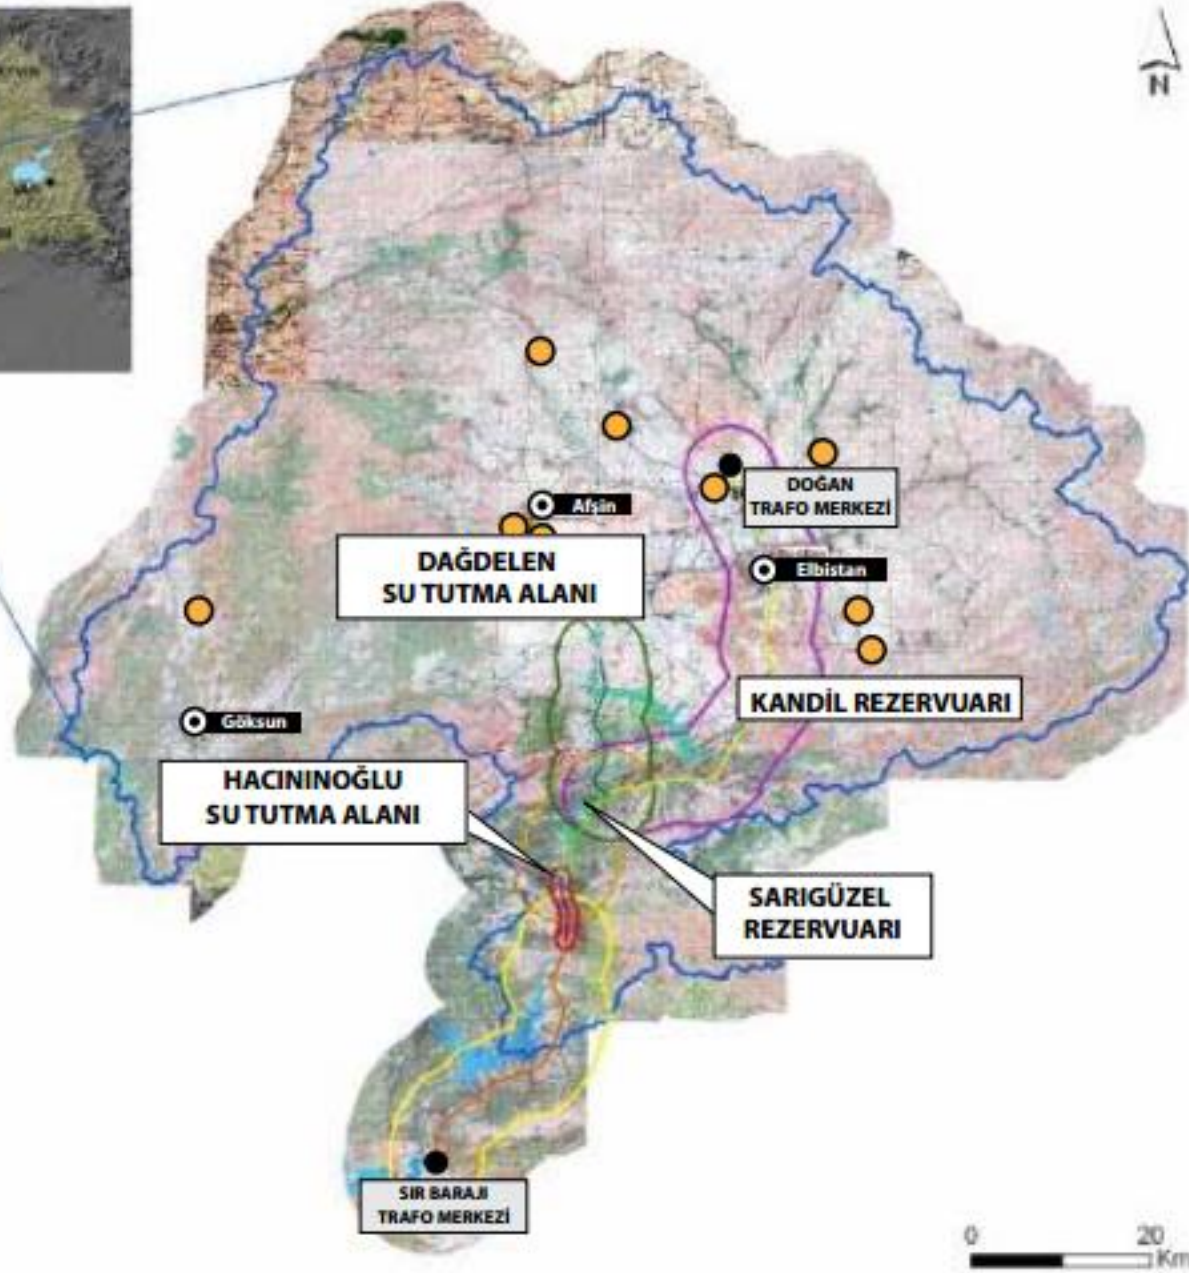 N
Afşin
DOĞAN
TRAFO MERKEZİ
DAĞDELEN
SU TUTMA ALANI
Elbistan
KANDİL REZERVUARI
Göksun
HACININOĞLU
SU TUTMA ALANI
SARIGÜZEL
REZERVUARI
SIR BARAJI
TRAFO MERKEZİ
0 20
Km